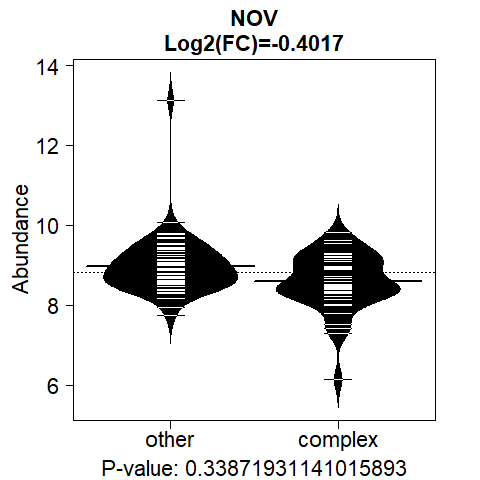 NOV
Log2(FC)=-0.4017
14
12
10
8
6
Abundance
other complex
P-value: 0.33871931141015893